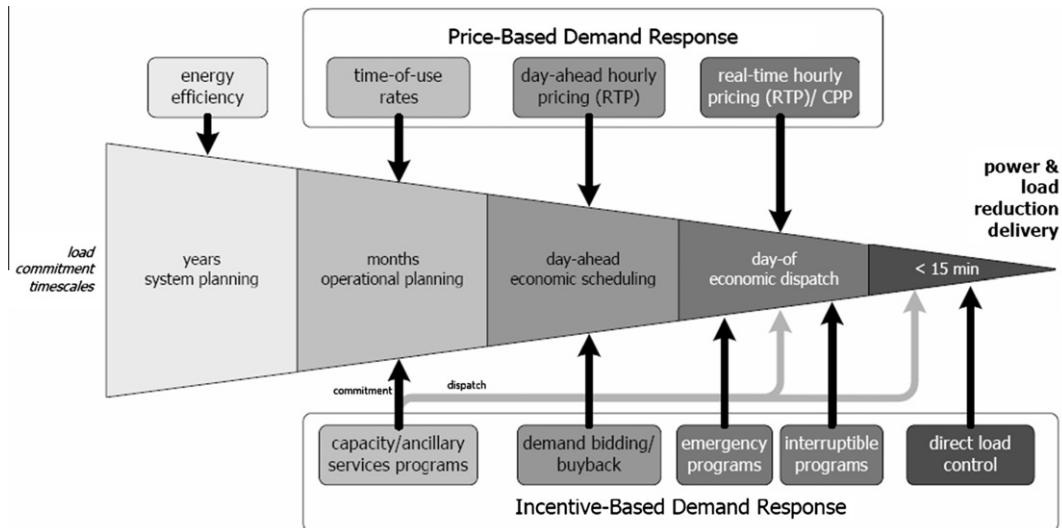 Price-Based Demand Response
energy
efficiency
time-of-use
rates
day-ahead hourly
pricing (RTP)
real-time hourly
pricing (RTP)/ CPP
power &
load
reduction
delivery
load
commitment
timescales
years
system planning
months
operational planning
day-ahead
economic scheduling
day-of
economic dispatch
< 15 min
commitment
dispatch
capacity/ancillary
services programs
demand bidding/
buyback
emergency
programs
interruptible
programs
direct load
control
Incentive-Based Demand Response